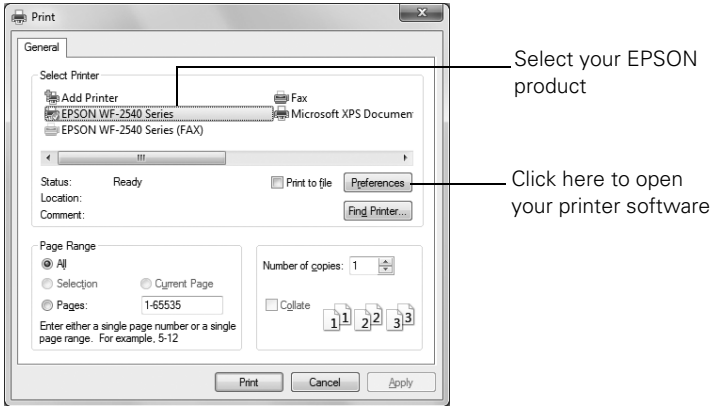 Print
General
Select Printer
Add Printer
Fax
EPSON WF-2540 Series
Microsoft XPS Documen
EPSON WF-2540 Series (FAX)
Status: Ready
Print to file
Preferences
Location:
Comment:
Find Printer...
Page Range
All
Selection
Current Page
Pages: 1-65535
Enter either a single page number or a single
page range. For example, 5-12
Number of copies: 1
Collate
1 1 2 2 3 3
Print
Cancel
Apply
Select your EPSON
product
Click here to open
your printer software